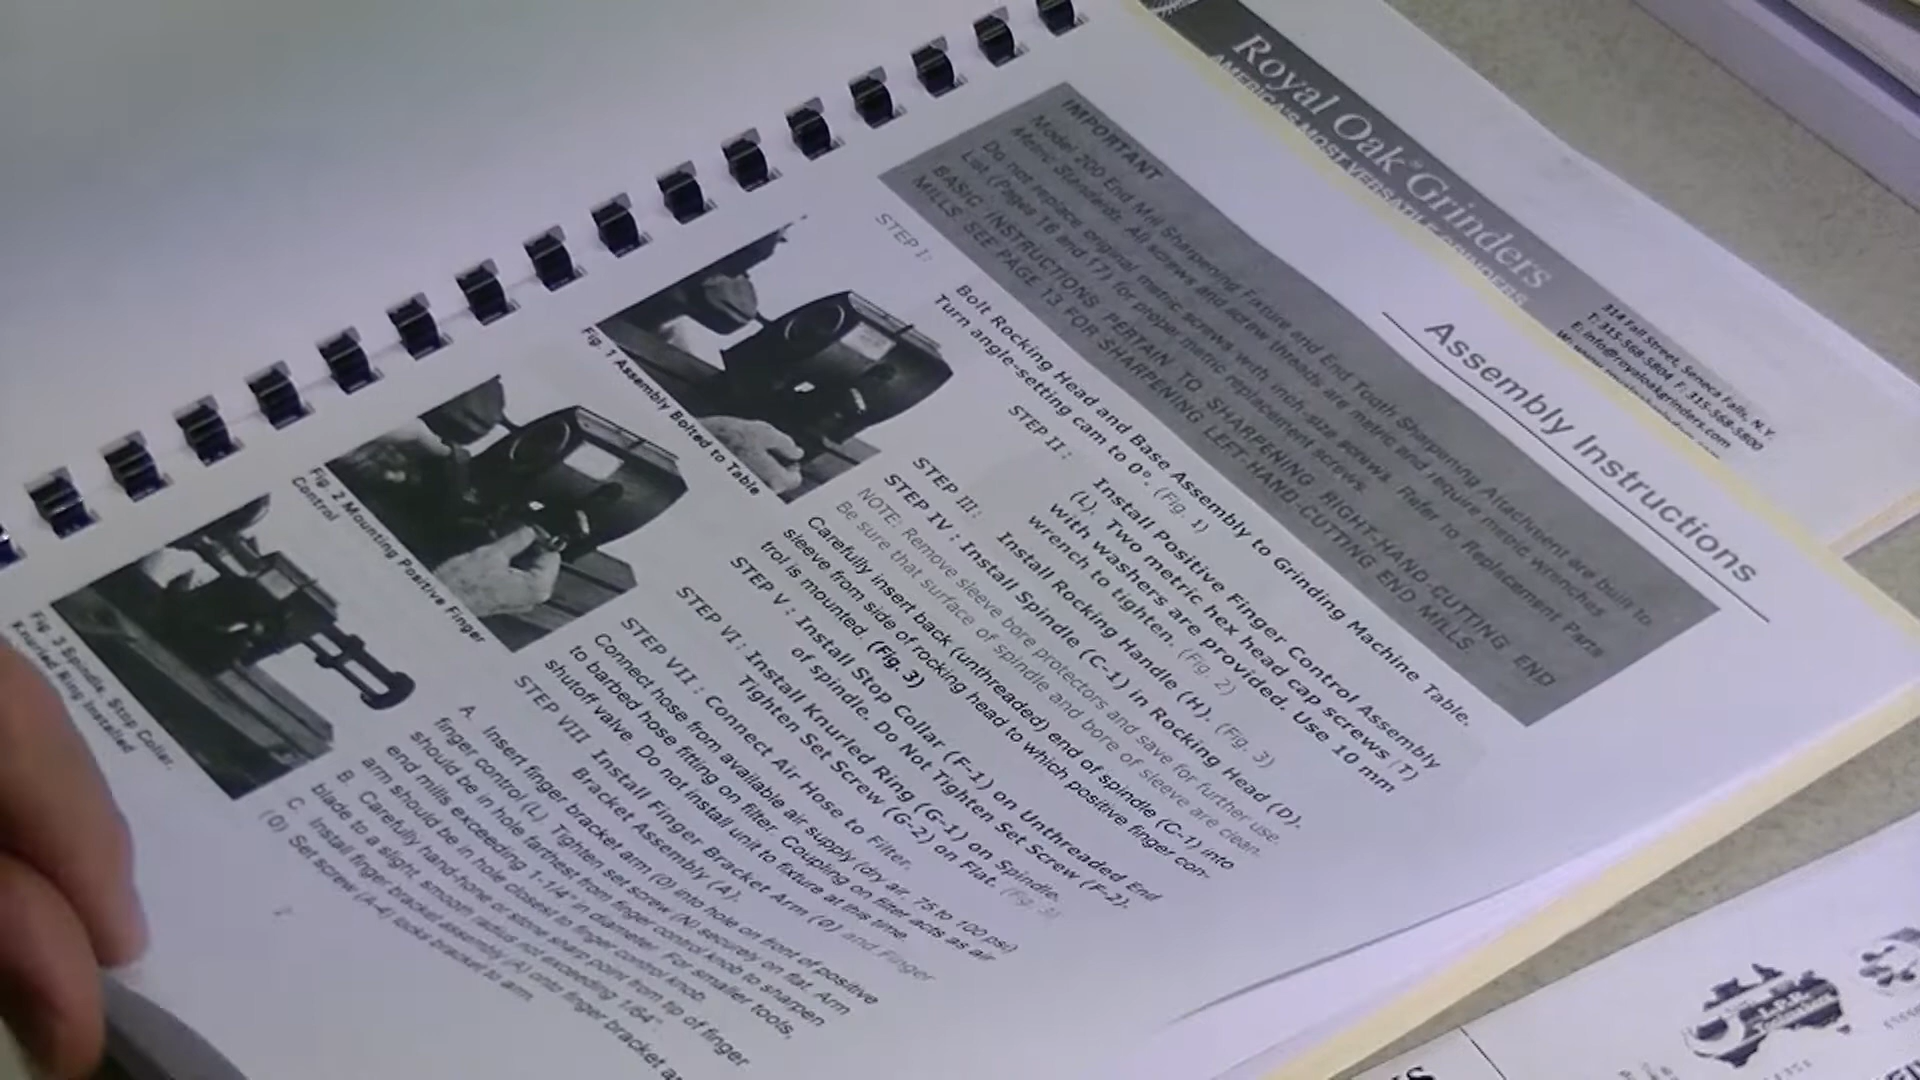 Royal Oak Grinders
AMERICA'S MOST VERSATILE GRINDERS
314 Fall Street, Seneca Falls, N.Y.
T: 315-568-5804 F: 315-568-5800
E: info@royaloakgrinders.com
Assembly Instructions
IMPORTANT
Model 200 End Mill Sharpening Fixture and End Tooth Sharpening Attachment are built to
Metric Standards. All screws and screw threads are metric and require metric wrenches.
Do not replace original metric screws with inch-size screws. Refer to Replacement Parts
List (Pages 16 and 17) for proper metric replacement screws.
BASIC INSTRUCTIONS PERTAIN TO SHARPENING RIGHT-HAND CUTTING END
MILLS. SEE PAGE 13 FOR SHARPENING LEFT-HAND-CUTTING END MILLS.
STEP I:
Bolt Rocking Head and Base Assembly to Grinding Machine Table.
Turn angle-setting cam to 0°. (Fig. 1)
STEP II :
Install Positive Finger Control Assembly
(L). Two metric hex head cap screws (T)
with washers are provided. Use 10 mm
wrench to tighten. (Fig. 2)
STEP III : Install Rocking Handle (H). (Fig. 3)
STEP IV : Install Spindle (C-1) in Rocking Head (D).
NOTE: Remove sleeve bore protectors and save for further use.
Be sure that surface of spindle and bore of sleeve are clean.
Carefully insert back (unthreaded) end of spindle (C-1) into
sleeve from side of rocking head to which positive finger con-
trol is mounted. (Fig. 3)
STEP V : Install Stop Collar (F-1) on Unthreaded End
of spindle. Do Not Tighten Set Screw (F-2).
STEP VI : Install Knurled Ring (G-1) on Spindle.
Tighten Set Screw (G-2) on Flat. (Fig. 3)
STEP VII : Connect Air Hose to Filter.
Connect hose from available air supply (dry air, 75 to 100 psi)
to barbed hose fitting on filter. Coupling on filter acts as air
shutoff valve. Do not install unit to fixture at this time.
STEP VIII Install Finger Bracket Arm (0) and Finger
Bracket Assembly (A).
A. Insert finger bracket arm (0) into hole on front of positive
finger control (L). Tighten set screw (N) securely on flat. Arm
should be in hole farthest from finger control knob to sharpen
end mills exceeding 1-1/4" in diameter. For smaller tools,
arm should be in hole closest to finger control knob.
B. Carefully hand-hone or stone sharp point from tip of finger
blade to a slight smooth radius not exceeding 1/64".
C. Install finger bracket assembly (A) onto finger bracket
(0) Set screw (A-4) locks bracket to arm.
Fig. 1 Assembly Bolted to Table
Fig. 2 Mounting Positive Finger
Control
Fig. 3 Spindle, Stop Collar,
Knurled Ring Installed
2